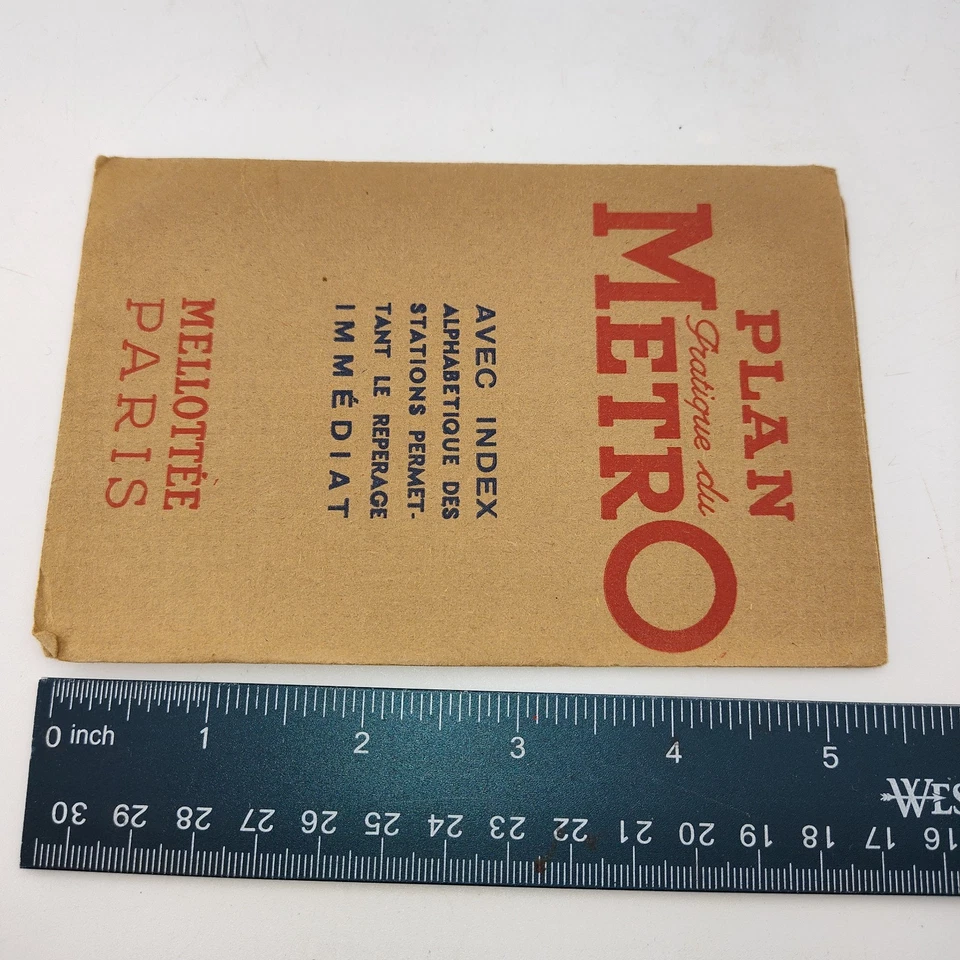 PLAN
Pratique du
METRO
AVEC INDEX
ALPHABETIQUE DES
STATIONS PERMET-
TANT LE REPERAGE
IMMÉDIAT
MELLOTTÉE
PARIS
0 inch 1 2 3 4 5
WES
30 29 28 27 26 25 24 23 22 21 20 19 18 17 16